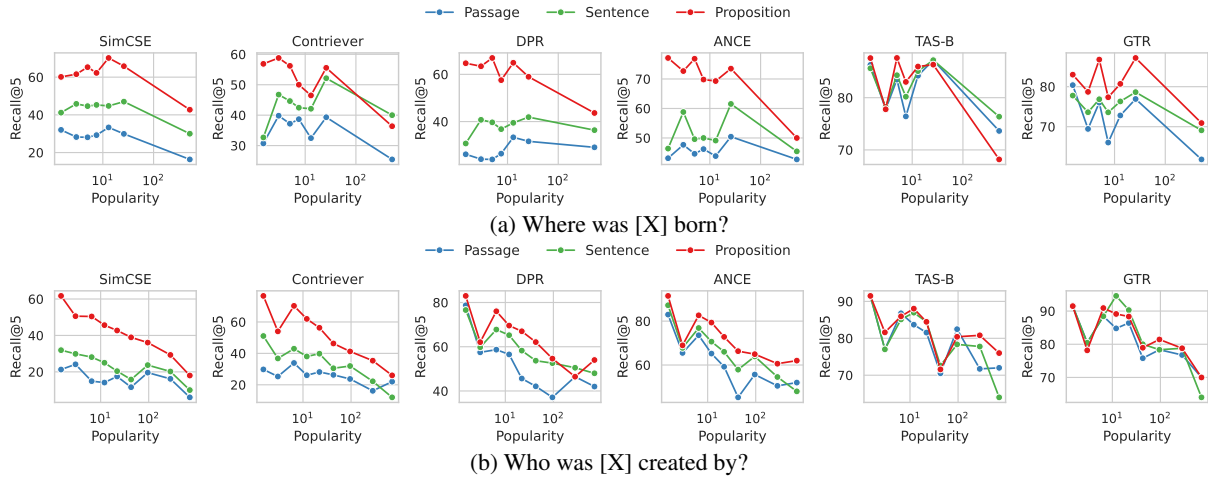 Passage Sentence Proposition
SimCSE Contriever DPR ANCE TAS-B GTR
Recall@5 Recall@5 Recall@5 Recall@5 Recall@5 Recall@5
60 40 20
60 50 40 30
60 40
70 60 50
80 70
80 70
10¹ 10² 10¹ 10² 10¹ 10² 10¹ 10² 10¹ 10² 10¹ 10²
Popularity Popularity Popularity Popularity Popularity Popularity
(a) Where was [X] born?
Passage Sentence Proposition
SimCSE Contriever DPR ANCE TAS-B GTR
Recall@5 Recall@5 Recall@5 Recall@5 Recall@5 Recall@5
60 40 20
60 40 20
80 60 40
80 60
90 80 70
90 80 70
10¹ 10² 10¹ 10² 10¹ 10² 10¹ 10² 10¹ 10² 10¹ 10²
Popularity Popularity Popularity Popularity Popularity Popularity
(b) Who was [X] created by?